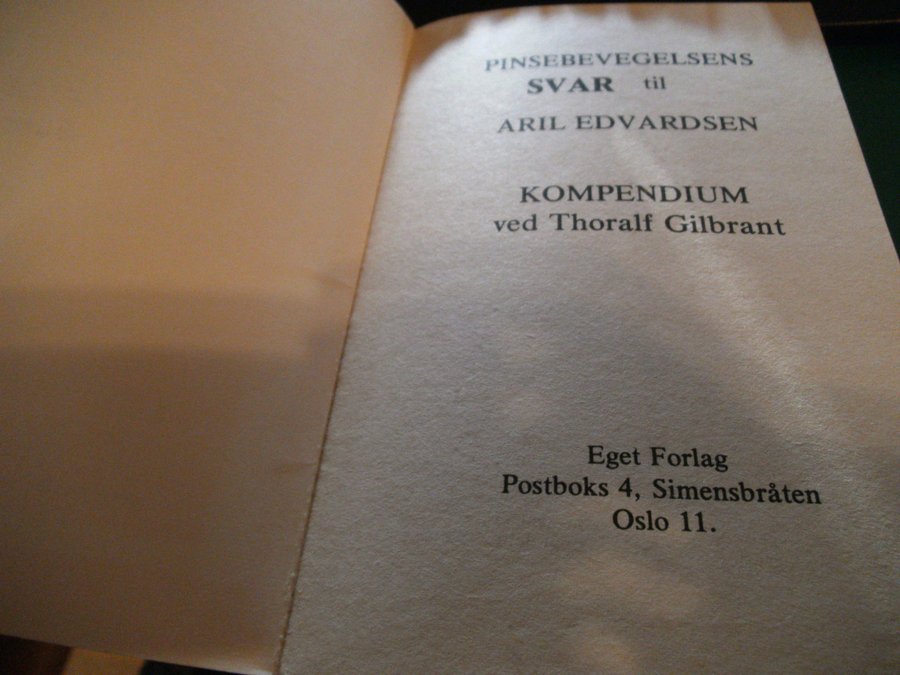 PINSEBEVEGELSENS
SVAR til
ARIL EDVARDSEN
KOMPENDIUM
ved Thoralf Gilbrant
Eget Forlag
Postboks 4, Simensbråten
Oslo 11.